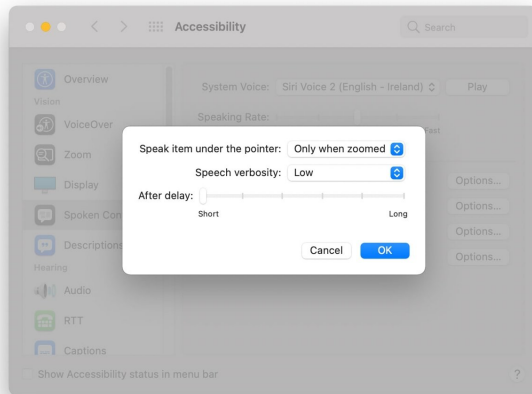 Accessibility
Search
Overview
Vision
VoiceOver
Zoom
Display
Spoken Con
Descriptions
Hearing
Audio
RTT
Captions
System Voice: Siri Voice 2 (English - Ireland) Play
Speaking Rate:
Fast
Options...
Options...
Options...
Options...
Speak item under the pointer: Only when zoomed
Speech verbosity: Low
After delay:
Short Long
Cancel OK
Show Accessibility status in menu bar ?